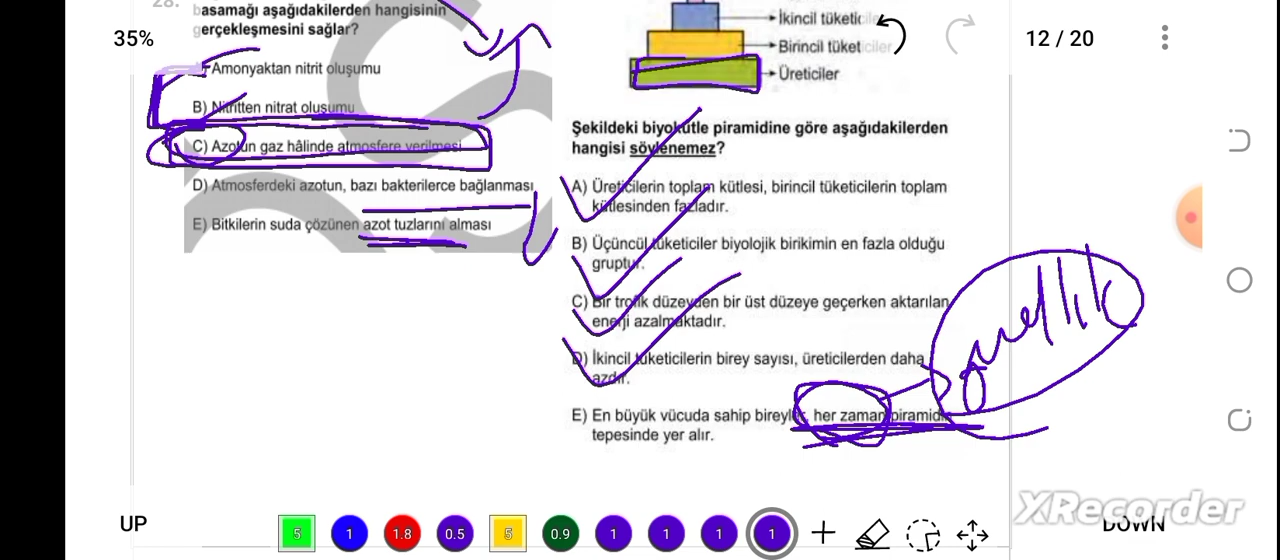 28.
35%
basamağı aşağıdakilerden hangisinin
gerçekleşmesini sağlar?
Amonyaktan nitrit oluşumu
B) Nitritten nitrat oluşumu
C) Azotun gaz hâlinde atmosfere verilmesi
D) Atmosferdeki azotun, bazı bakterilerce bağlanması
E) Bitkilerin suda çözünen azot tuzlarını alması
İkincil tüketiciler
Birincil tüketiciler
Üreticiler
12 / 20
Şekildeki biyokütle piramidine göre aşağıdakilerden
hangisi söylenemez?
A) Üreticilerin toplam kütlesi, birincil tüketicilerin toplam
kütlesinden fazladır.
B) Üçüncül tüketiciler biyolojik birikimin en fazla olduğu
gruptur.
C) Bir trofik düzeyden bir üst düzeye geçerken aktarılan
enerji azalmaktadır.
D) İkincil tüketicilerin birey sayısı, üreticilerden daha
azdır.
E) En büyük vücuda sahip bireyler, her zaman piramidin
tepesinde yer alır.
genellik
UP
5
1
1.8
0.5
5
0.9
1
1
1
1
DOWN
XRecorder